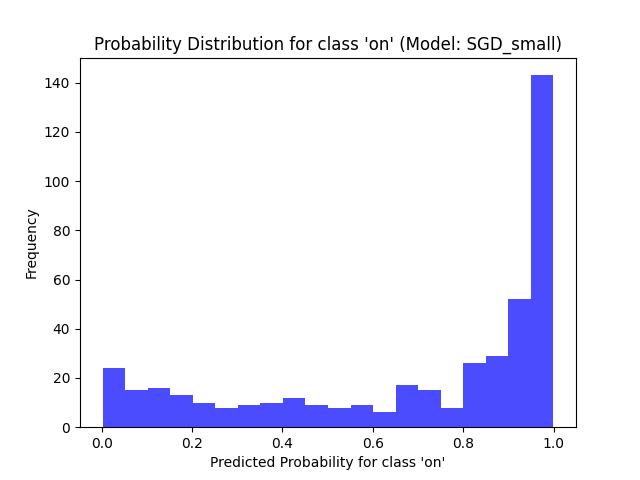 Probability Distribution for class 'on' (Model: SGD_small)
140
120
100
80
60
40
20
0
Frequency
0.0 0.2 0.4 0.6 0.8 1.0
Predicted Probability for class 'on'